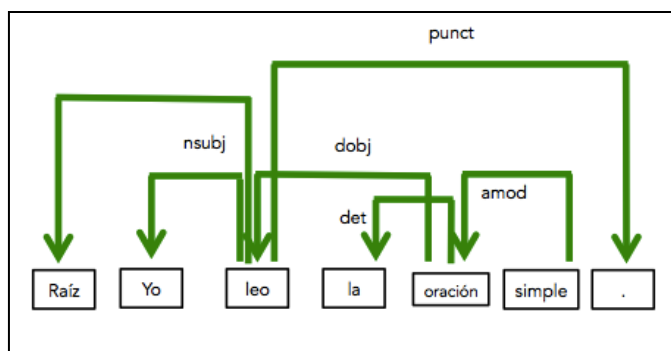 punct
nsubj
dobj
det
amod
Raíz Yo leo la oración simple .